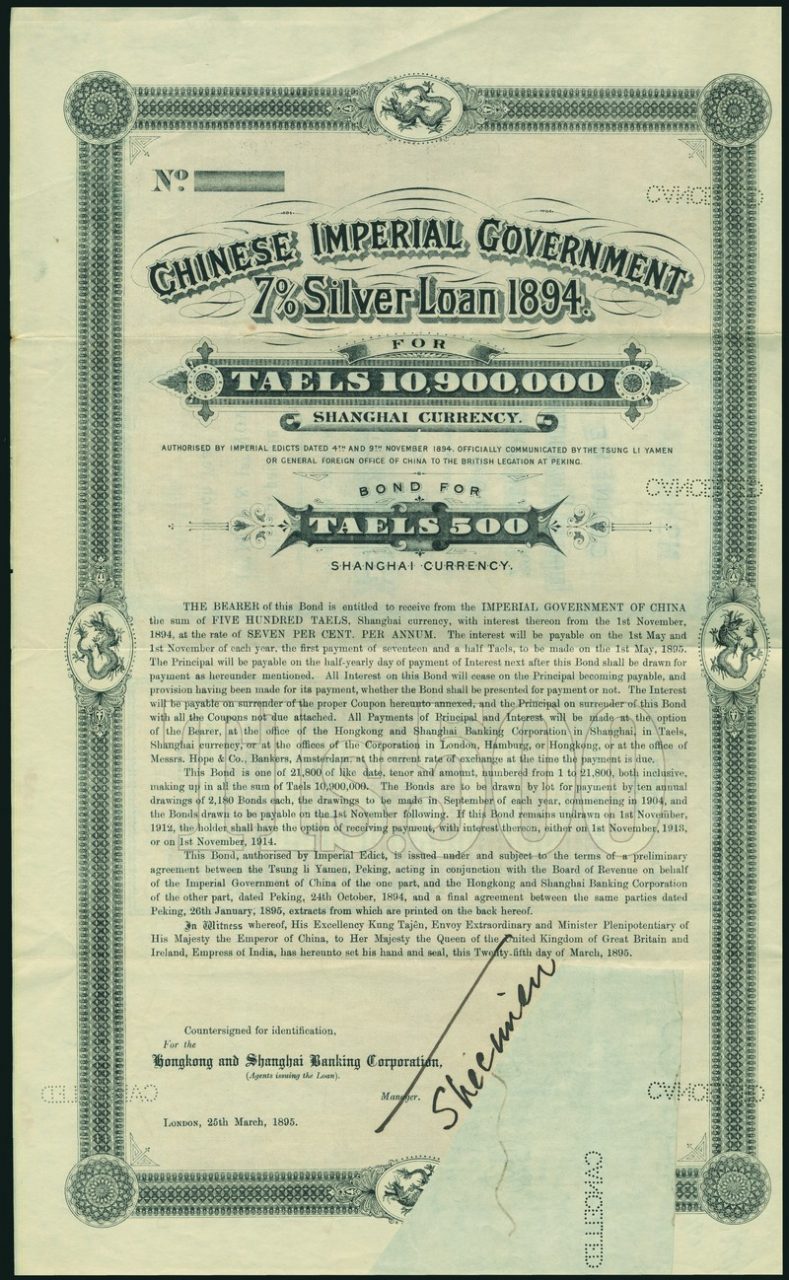 No.
CANCELLED
CHINESE IMPERIAL GOVERNMENT
7% Silver Loan 1894.
FOR
TAELS 10,900,000
SHANGHAI CURRENCY.
AUTHORISED BY IMPERIAL EDICTS DATED 4TH AND 9TH NOVEMBER 1894. OFFICIALLY COMMUNICATED BY THE TSUNG LI YAMEN
OR GENERAL FOREIGN OFFICE OF CHINA TO THE BRITISH LEGATION AT PEKING.
CANCELLED
BOND FOR
TAELS 500
SHANGHAI CURRENCY.
THE BEARER of this Bond is entitled to receive from the IMPERIAL GOVERNMENT OF CHINA
the sum of FIVE HUNDRED TAELS, Shanghai currency, with interest thereon from the 1st November,
1894, at the rate of SEVEN PER CENT. PER ANNUM. The interest will be payable on the 1st May and
1st November of each year, the first payment of seventeen and a half Taels, to be made on the 1st May, 1895.
The Principal will be payable on the half-yearly day of payment of Interest next after this Bond shall be drawn for
payment as hereunder mentioned. All Interest on this Bond will cease on the Principal becoming payable, and
provision having been made for its payment, whether the Bond shall be presented for payment or not. The Interest
will be payable on surrender of the proper Coupon hereunto annexed, and the Principal on surrender of this Bond
with all the Coupons not due attached. All Payments of Principal and Interest will be made at the option
of the Bearer, at the office of the Hongkong and Shanghai Banking Corporation in Shanghai, in Taels,
Shanghai currency, or at the offices of the Corporation in London, Hamburg, or Hongkong, or at the office of
Messrs. Hope & Co., Bankers, Amsterdam, at the current rate of exchange at the time the payment is due.
This Bond is one of 21,800 of like date, tenor and amount, numbered from 1 to 21,800, both inclusive,
making up in all the sum of Taels 10,900,000. The Bonds are to be drawn by lot for payment by ten annual
drawings of 2,180 Bonds each, the drawings to be made in September of each year, commencing in 1904, and
the Bonds drawn to be payable on the 1st November following. If this Bond remains undrawn on 1st November,
1912, the holder shall have the option of receiving payment, with interest thereon, either on 1st November, 1913,
or on 1st November, 1914.
This Bond, authorised by Imperial Edict, is issued under and subject to the terms of a preliminary
agreement between the Tsung li Yamen, Peking, acting in conjunction with the Board of Revenue on behalf
of the Imperial Government of China of the one part, and the Hongkong and Shanghai Banking Corporation
of the other part, dated Peking, 24th October, 1894, and a final agreement between the same parties dated
Peking, 26th January, 1895, extracts from which are printed on the back hereof.
In Witness whereof, His Excellency Kung Tajên, Envoy Extraordinary and Minister Plenipotentiary of
His Majesty the Emperor of China, to Her Majesty the Queen of the United Kingdom of Great Britain and
Ireland, Empress of India, has hereunto set his hand and seal, this Twenty-fifth day of March, 1895.
Countersigned for identification,
For the
Hongkong and Shanghai Banking Corporation,
(Agents issuing the Loan).
Manager.
Specimen
CANCELLED
CANCELLED
LONDON, 25th March, 1895.
CANCELLED